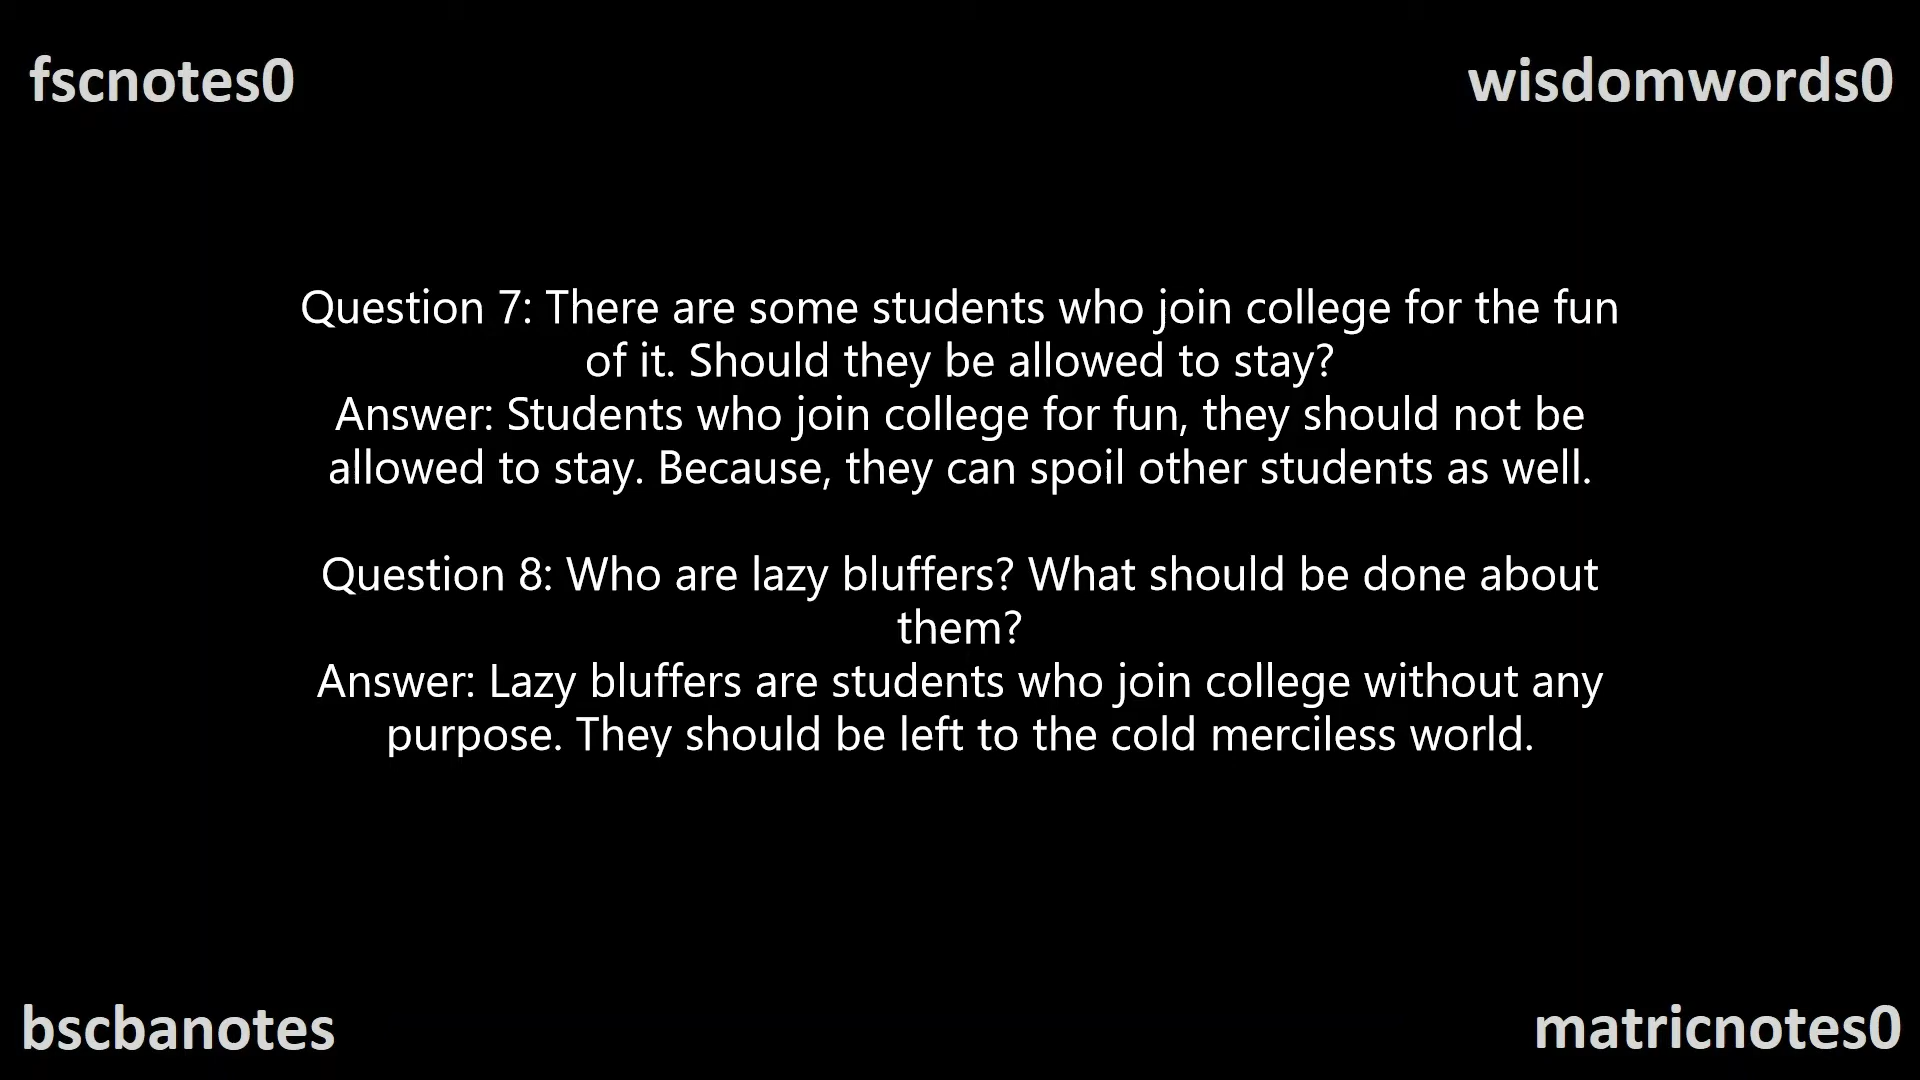 fscnotes0
wisdomwords0
Question 7: There are some students who join college for the fun
of it. Should they be allowed to stay?
Answer: Students who join college for fun, they should not be
allowed to stay. Because, they can spoil other students as well.
Question 8: Who are lazy bluffers? What should be done about
them?
Answer: Lazy bluffers are students who join college without any
purpose. They should be left to the cold merciless world.
bscbanotes
matricnotes0